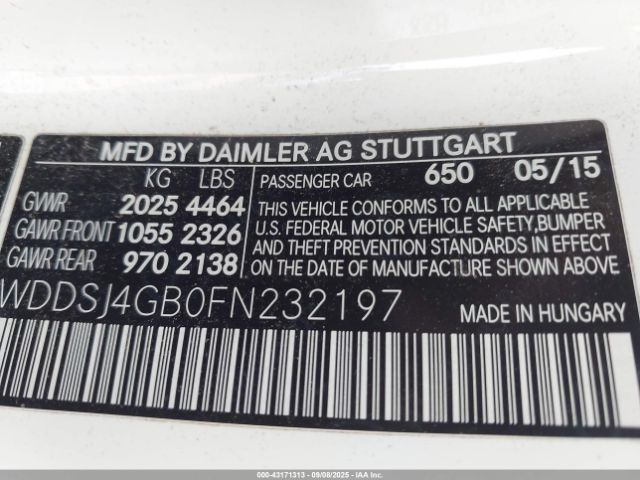 MFD BY DAIMLER AG STUTTGART
KG LBS
GVWR 2025 4464
GAWR FRONT 1055 2326
GAWR REAR 970 2138
PASSENGER CAR 650 05/15
THIS VEHICLE CONFORMS TO ALL APPLICABLE
U.S. FEDERAL MOTOR VEHICLE SAFETY, BUMPER
AND THEFT PREVENTION STANDARDS IN EFFECT
ON THE DATE OF MANUFACTURE SHOWN ABOVE
WDDSJ4GB0FN232197
MADE IN HUNGARY
000-43171313 - 09/08/2025 - IAAI.CA